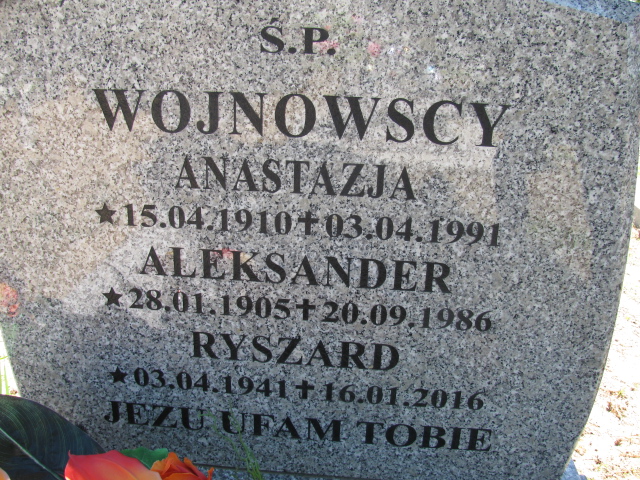 Ś.P.
WOJNOWSCY
ANASTAZJA
★15.04.1910✝03.04.1991
ALEKSANDER
★28.01.1905✝20.09.1986
RYSZARD
★03.04.1941✝16.01.2016
JEZU UFAM TOBIE